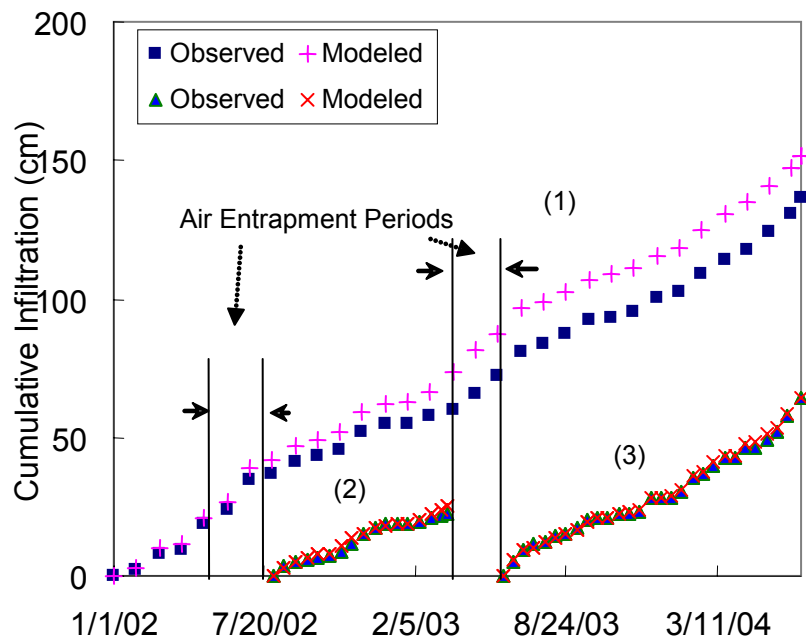 200
Observed Modeled
Observed Modeled
150
(1)
Air Entrapment Periods
Cumulative Infiltration (cm)
100
50
(2)
(3)
0
1/1/02 7/20/02 2/5/03 8/24/03 3/11/04